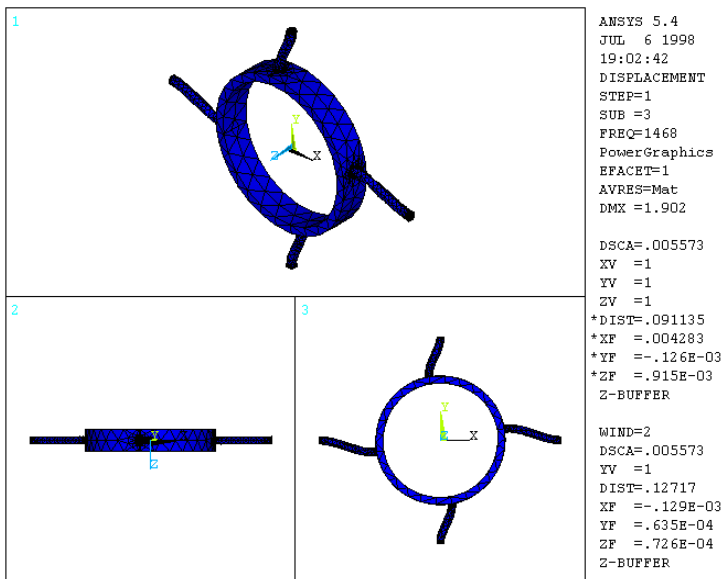 1
Y
Z
X
2
Y
Z
3
Y
Z
X
ANSYS 5.4
JUL 6 1998
19:02:42
DISPLACEMENT
STEP=1
SUB =3
FREQ=1468
PowerGraphics
EFACET=1
AVRES=Mat
DMX =1.902
DSCA=.005573
XV =1
YV =1
ZV =1
*DIST=.091135
*XF =.004283
*YF =-.126E-03
*ZF =.915E-03
Z-BUFFER
WIND=2
DSCA=.005573
YV =1
DIST=.12717
XF =-.129E-03
YF =.635E-04
ZF =.726E-04
Z-BUFFER